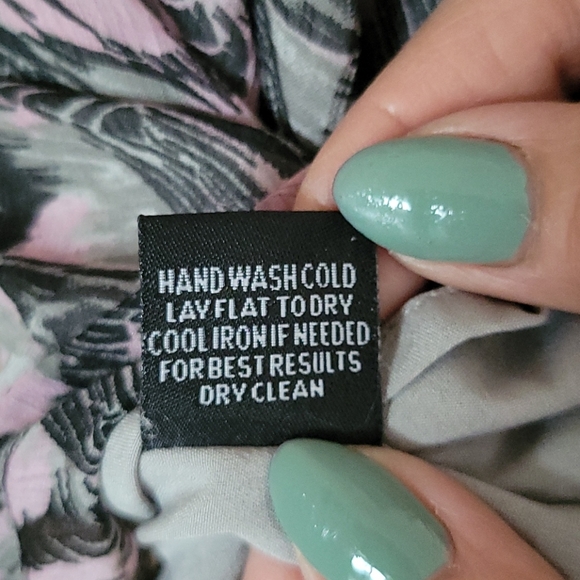 HAND WASH COLD
LAY FLAT TO DRY
COOL IRON IF NEEDED
FOR BEST RESULTS
DRY CLEAN